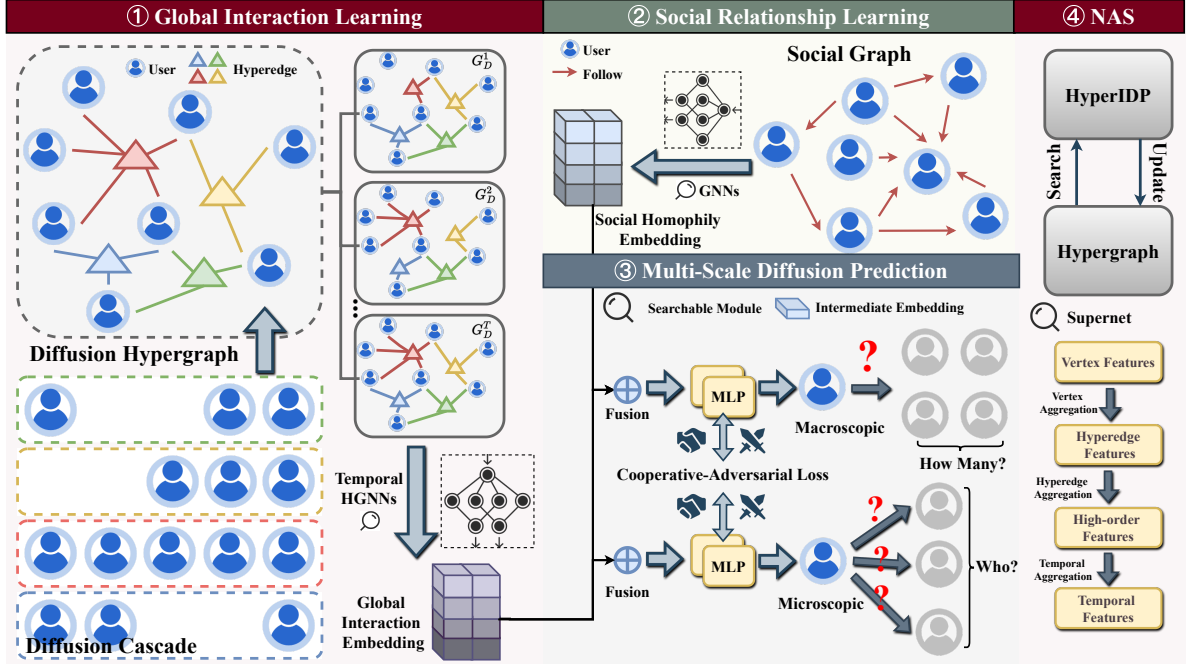 ① Global Interaction Learning
User
Hyperedge
Diffusion Hypergraph
G_D^1
G_D^2
G_D^T
Temporal
HGNNs
Global
Interaction
Embedding
Diffusion Cascade
② Social Relationship Learning
User
Follow
Social Graph
GNNs
Social Homophily
Embedding
③ Multi-Scale Diffusion Prediction
Searchable Module
Intermediate Embedding
Fusion
MLP
Macroscopic
?
How Many?
Cooperative-Adversarial Loss
Fusion
MLP
Microscopic
?
?
?
Who?
④ NAS
HyperIDP
Search
Update
Hypergraph
Supernet
Vertex Features
Vertex
Aggregation
Hyperedge
Features
Hyperedge
Aggregation
High-order
Features
Temporal
Aggregation
Temporal
Features